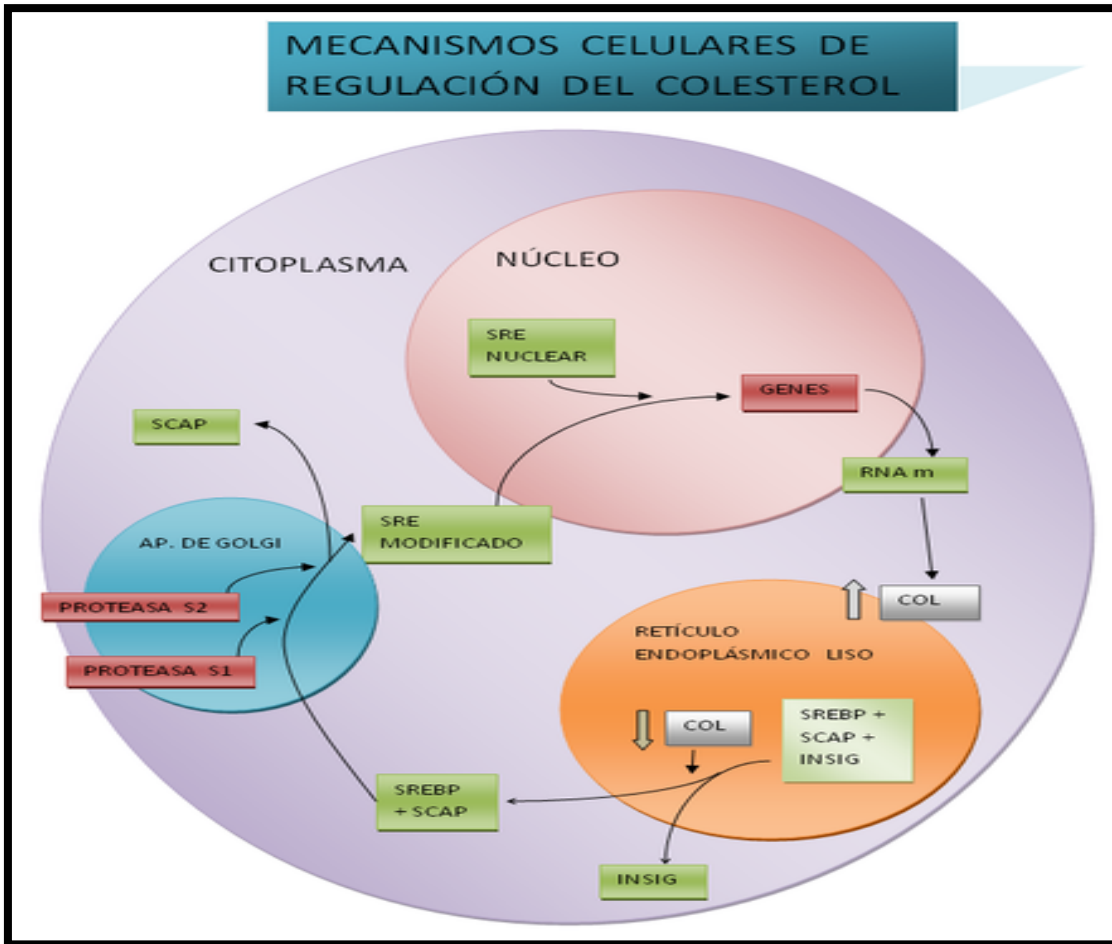 MECANISMOS CELULARES DE
REGULACIÓN DEL COLESTEROL
CITOPLASMA
NÚCLEO
SRE
NUCLEAR
GENES
SCAP
RNA m
SRE
MODIFICADO
AP. DE GOLGI
PROTEASA S2
PROTEASA S1
COL
RETÍCULO
ENDOPLÁSMICO LISO
COL
SREBP +
SCAP +
INSIG
SREBP
+ SCAP
INSIG